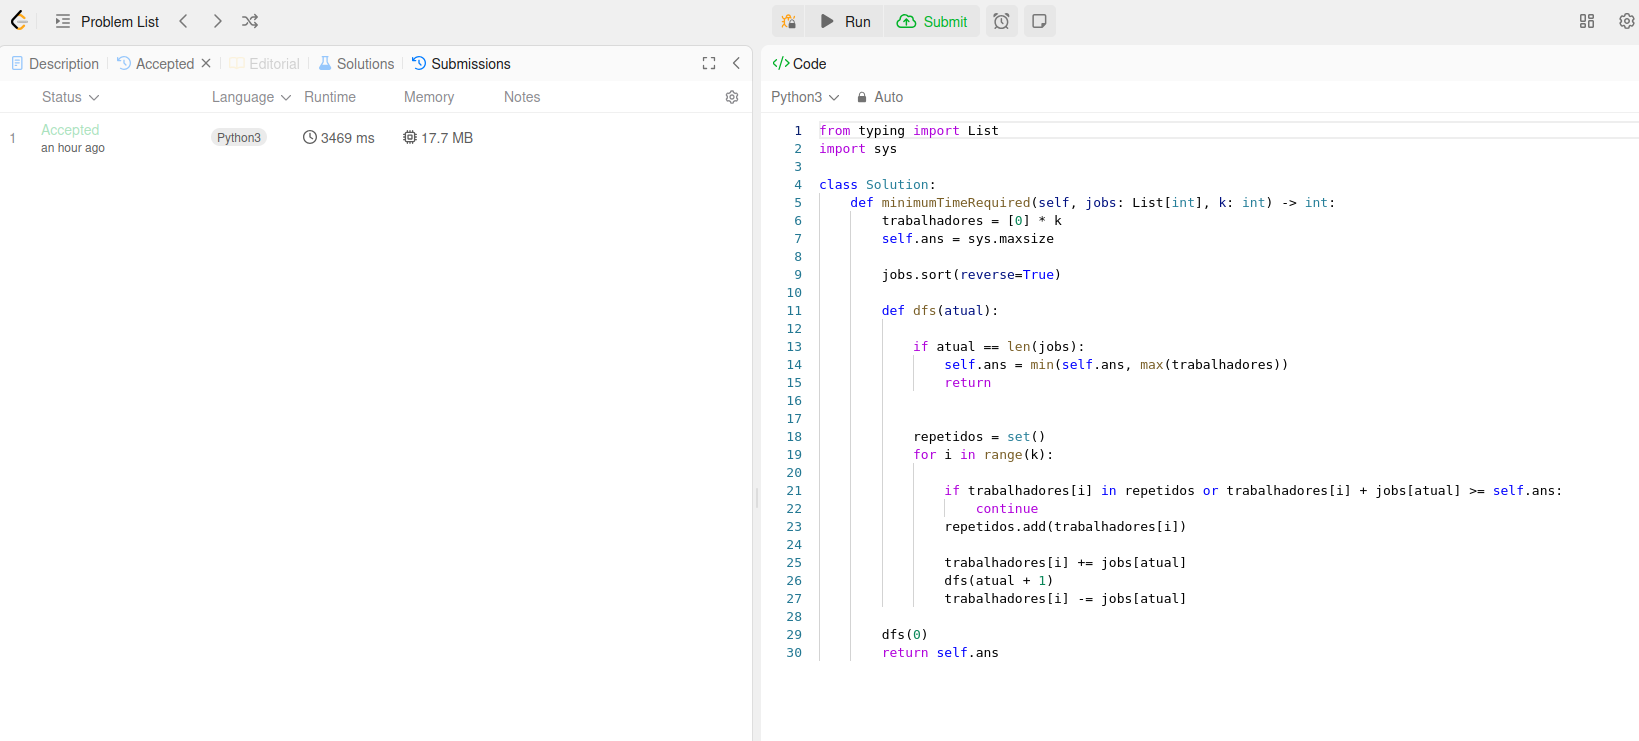 Problem List
Run
Submit
Description
Accepted
Editorial
Solutions
Submissions
Status
Language
Runtime
Memory
Notes
1
Accepted
an hour ago
Python3
3469 ms
17.7 MB
</> Code
Python3
Auto
1 from typing import List
2 import sys
3
4 class Solution:
5     def minimumTimeRequired(self, jobs: List[int], k: int) -> int:
6         trabalhadores = [0] * k
7         self.ans = sys.maxsize
8
9         jobs.sort(reverse=True)
10
11         def dfs(atual):
12
13             if atual == len(jobs):
14                 self.ans = min(self.ans, max(trabalhadores))
15                 return
16
17
18             repetidos = set()
19             for i in range(k):
20
21                 if trabalhadores[i] in repetidos or trabalhadores[i] + jobs[atual] >= self.ans:
22                     continue
23                 repetidos.add(trabalhadores[i])
24
25                 trabalhadores[i] += jobs[atual]
26                 dfs(atual + 1)
27                 trabalhadores[i] -= jobs[atual]
28
29         dfs(0)
30         return self.ans